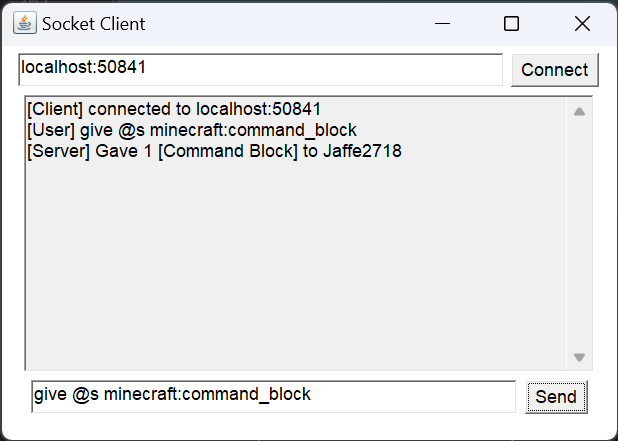 Socket Client
localhost:50841
Connect
[Client] connected to localhost:50841
[User] give @s minecraft:command_block
[Server] Gave 1 [Command Block] to Jaffe2718
give @s minecraft:command_block
Send